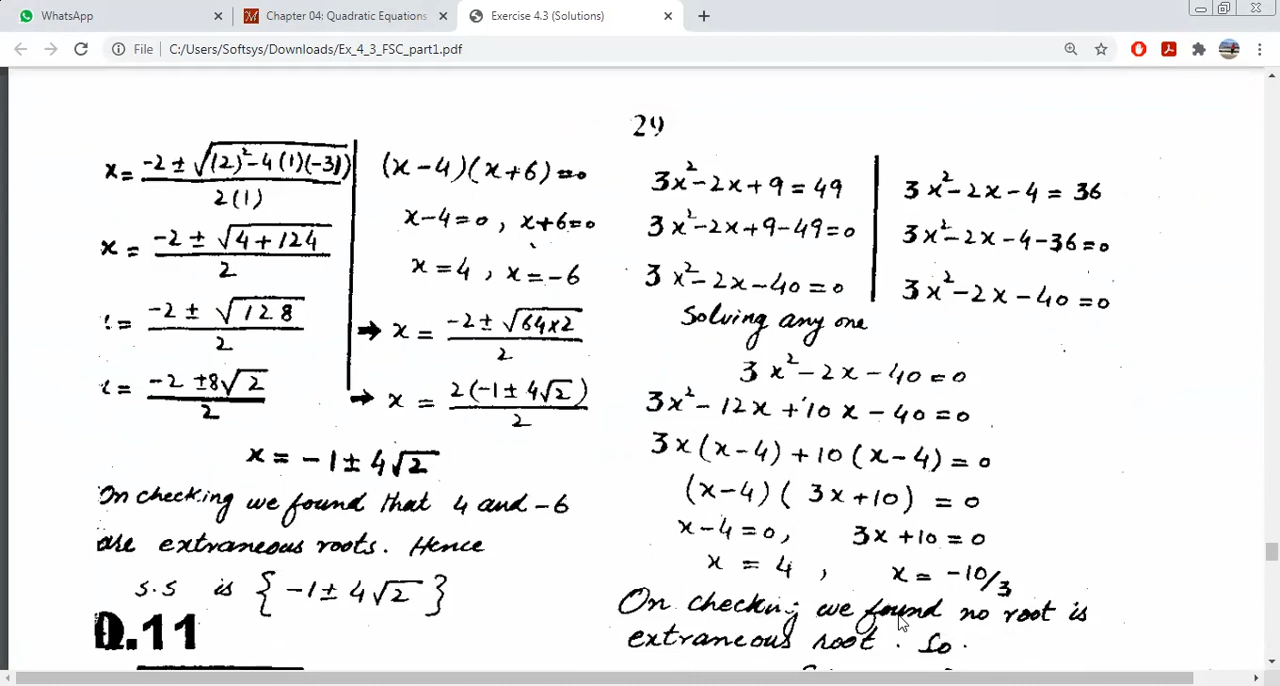 WhatsApp
Chapter 04: Quadratic Equations
Exercise 4.3 (Solutions)
File
C:/Users/Softsys/Downloads/Ex_4_3_FSC_part1.pdf
29
x = (-2 ± √((2)² - 4(1)(-31))) / 2(1)
x = (-2 ± √(4+124)) / 2
= (-2 ± √128) / 2
= (-2 ± 8√2) / 2
(x-4)(x+6)=0
x-4=0, x+6=0
x=4, x=-6
→ x = (-2 ± √(64×2)) / 2
→ x = 2(-1 ± 4√2) / 2
x = -1 ± 4√2
On checking we found that 4 and -6
are extraneous roots. Hence
S.S is {-1 ± 4√2}
Q.11
3x²-2x+9=49
3x²-2x+9-49=0
3x²-2x-40=0
3x²-2x-4=36
3x²-2x-4-36=0
3x²-2x-40=0
Solving any one
3x²-2x-40=0
3x²-12x+10x-40=0
3x(x-4)+10(x-4)=0
(x-4)(3x+10)=0
x-4=0, 3x+10=0
x=4, x=-10/3
On checking we found no root is
extraneous root. So